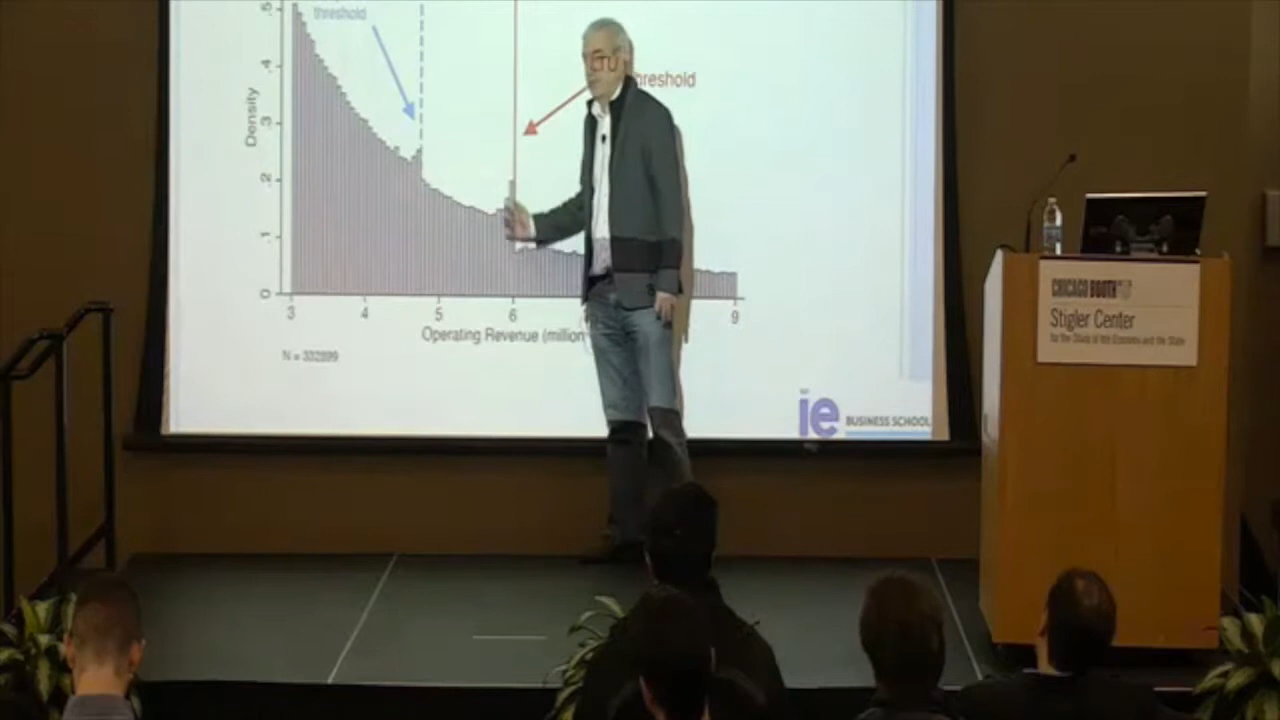 threshold
LTU
threshold
.5
.4
.3
.2
.1
0
Density
3 4 5 6 9
Operating Revenue (million
N = 332899
ie BUSINESS SCHOOL
CHICAGO BOOTH
Stigler Center
for the Study of the Economy and the State